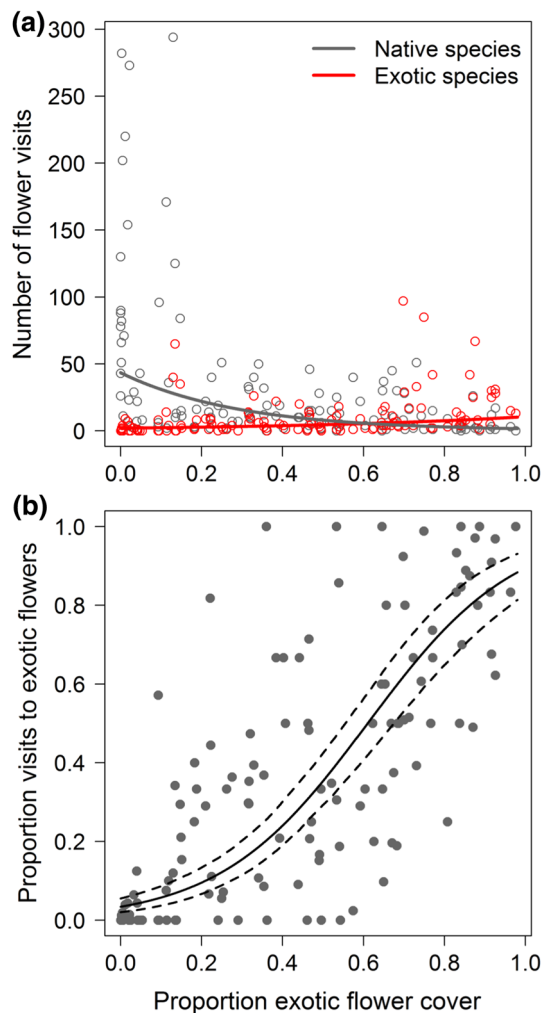 (a)
Number of flower visits
300
250
200
150
100
50
0
Native species
Exotic species
0.0 0.2 0.4 0.6 0.8 1.0
(b)
Proportion visits to exotic flowers
1.0
0.8
0.6
0.4
0.2
0.0
0.0 0.2 0.4 0.6 0.8 1.0
Proportion exotic flower cover